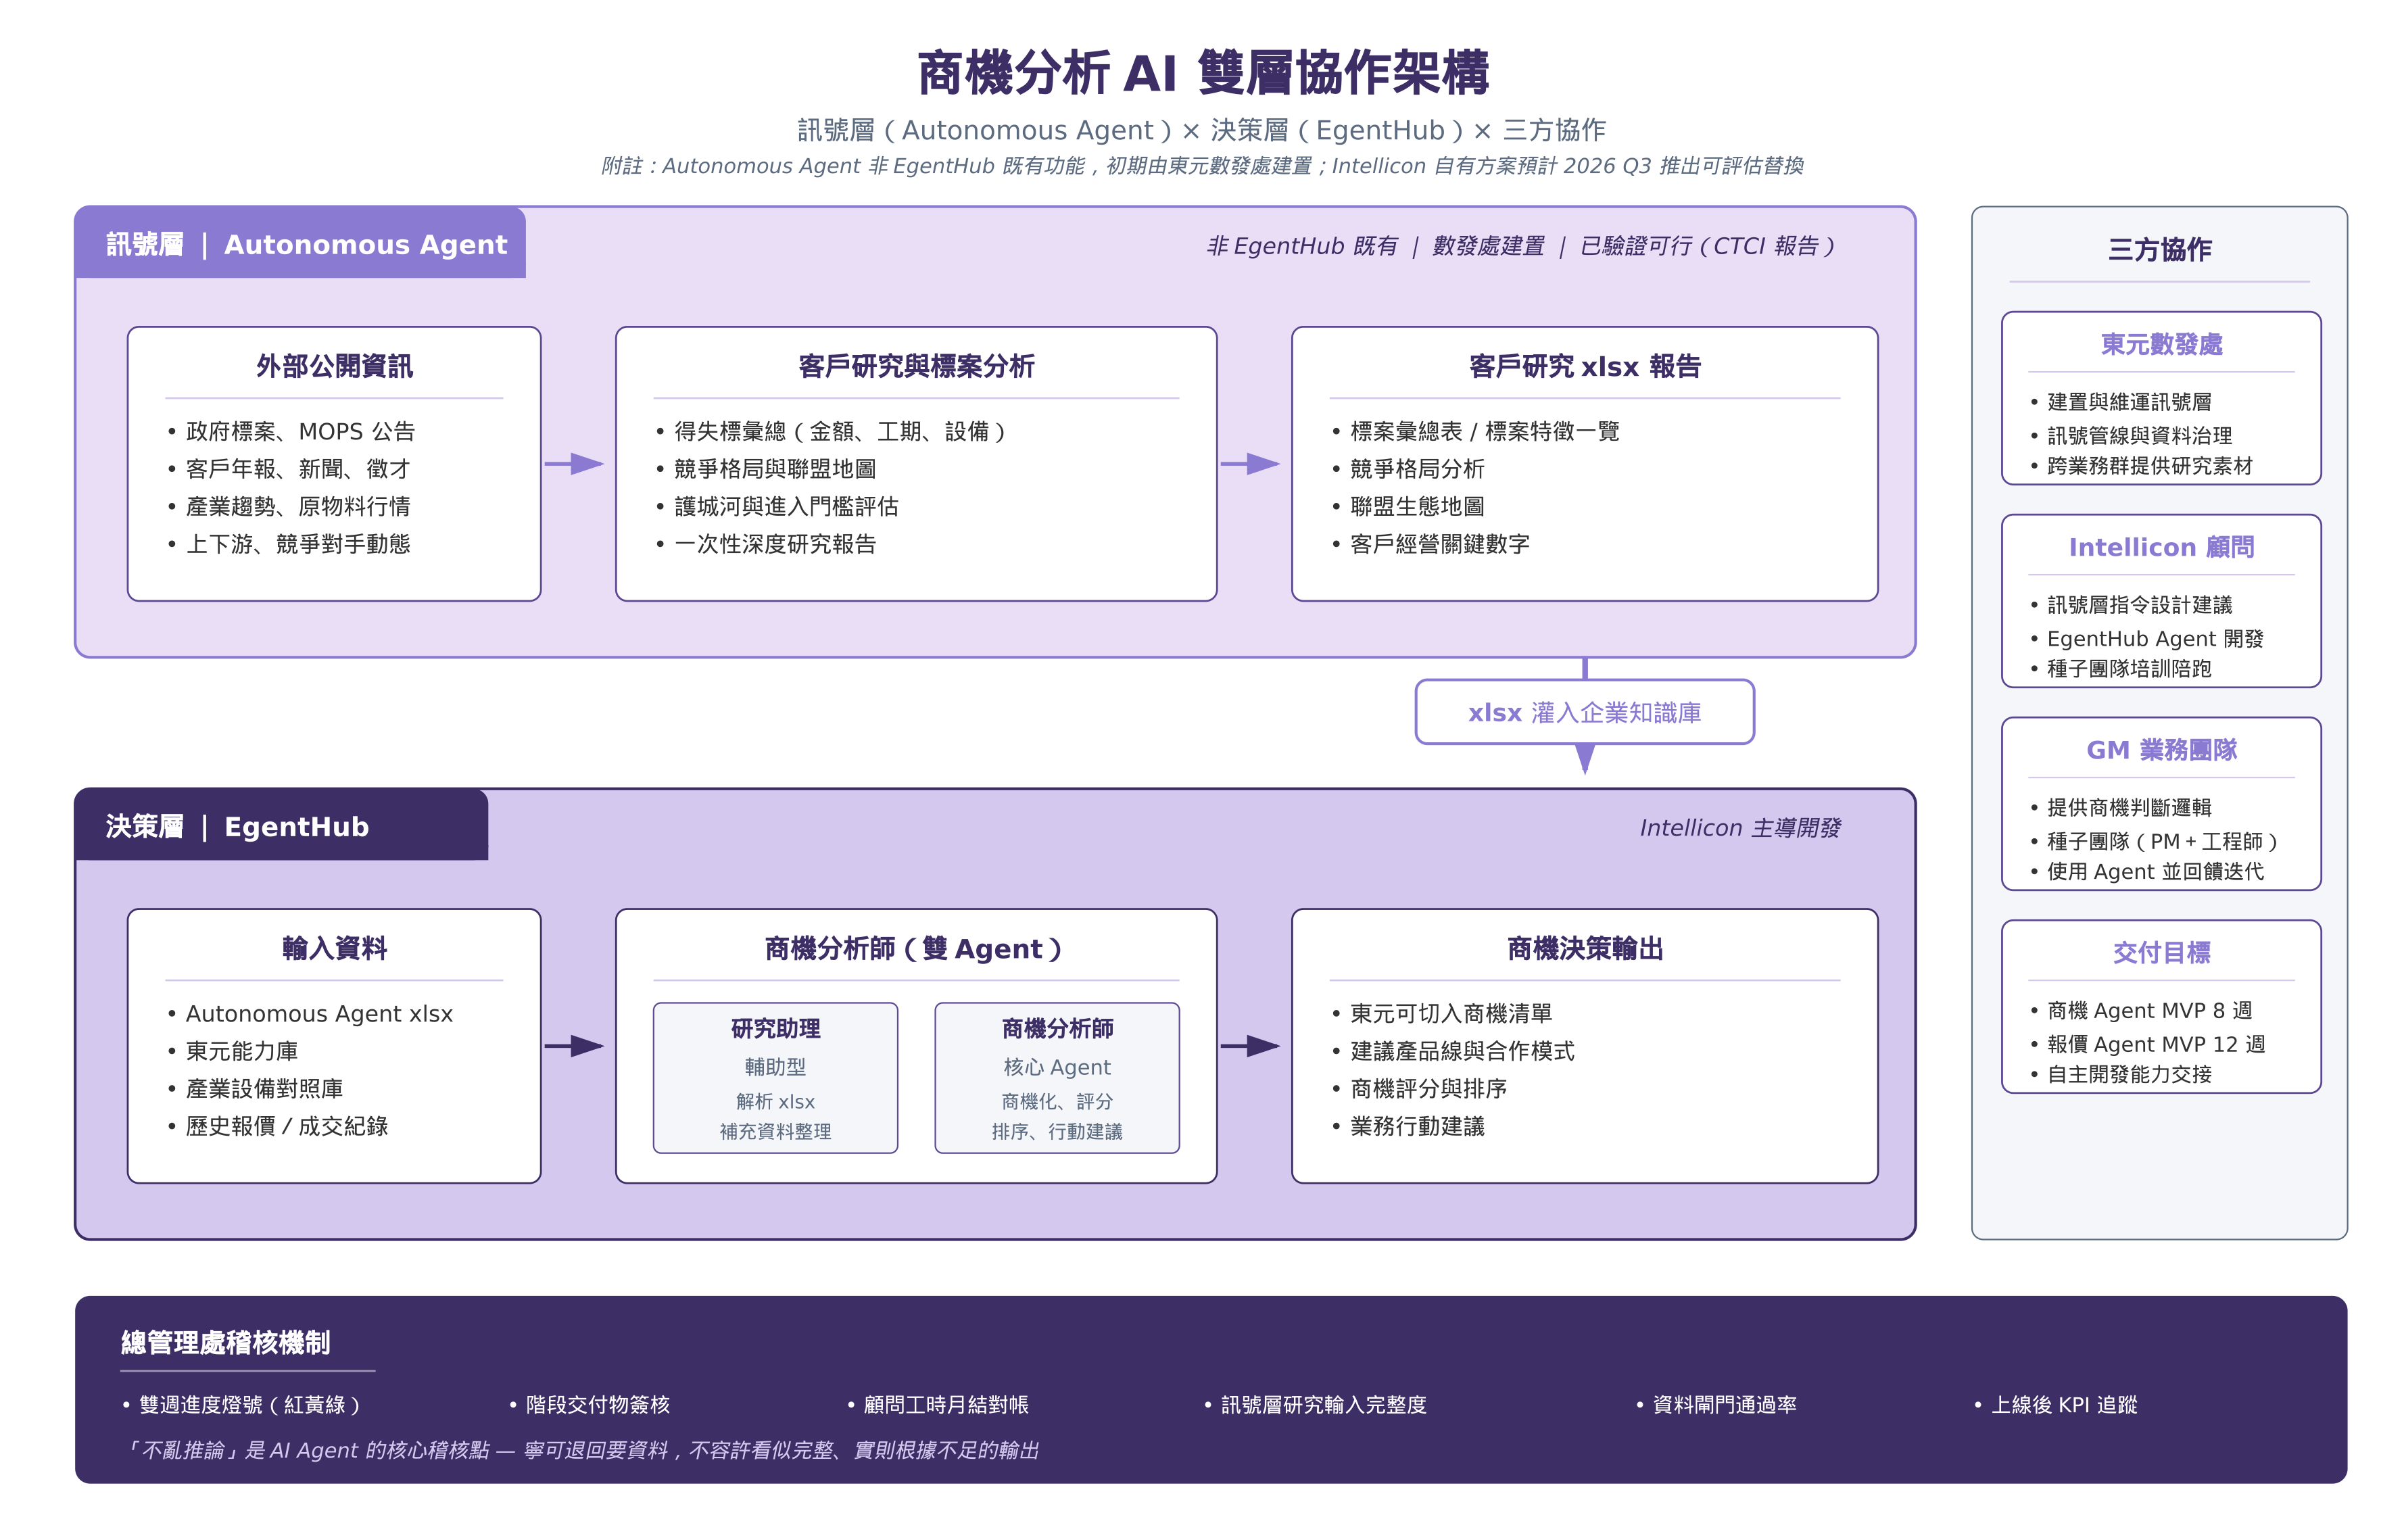 商機分析 AI 雙層協作架構
訊號層（Autonomous Agent）× 決策層（EgentHub）× 三方協作
附註：Autonomous Agent 非 EgentHub 既有功能，初期由東元數發處建置；Intellicon 自有方案預計 2026 Q3 推出可評估替換
訊號層 ｜ Autonomous Agent
非 EgentHub 既有 ｜ 數發處建置 ｜ 已驗證可行（CTCI 報告）
外部公開資訊
• 政府標案、MOPS 公告
• 客戶年報、新聞、徵才
• 產業趨勢、原物料行情
• 上下游、競爭對手動態
客戶研究與標案分析
• 得失標彙總（金額、工期、設備）
• 競爭格局與聯盟地圖
• 護城河與進入門檻評估
• 一次性深度研究報告
客戶研究 xlsx 報告
• 標案彙總表 / 標案特徵一覽
• 競爭格局分析
• 聯盟生態地圖
• 客戶經營關鍵數字
xlsx 灌入企業知識庫
決策層 ｜ EgentHub
Intellicon 主導開發
輸入資料
• Autonomous Agent xlsx
• 東元能力庫
• 產業設備對照庫
• 歷史報價 / 成交紀錄
商機分析師（雙 Agent）
研究助理
輔助型
解析 xlsx
補充資料整理
商機分析師
核心 Agent
商機化、評分
排序、行動建議
商機決策輸出
• 東元可切入商機清單
• 建議產品線與合作模式
• 商機評分與排序
• 業務行動建議
三方協作
東元數發處
• 建置與維運訊號層
• 訊號管線與資料治理
• 跨業務群提供研究素材
Intellicon 顧問
• 訊號層指令設計建議
• EgentHub Agent 開發
• 種子團隊培訓陪跑
GM 業務團隊
• 提供商機判斷邏輯
• 種子團隊（PM＋工程師）
• 使用 Agent 並回饋迭代
交付目標
• 商機 Agent MVP 8 週
• 報價 Agent MVP 12 週
• 自主開發能力交接
總管理處稽核機制
• 雙週進度燈號（紅黃綠）
• 階段交付物簽核
• 顧問工時月結對帳
• 訊號層研究輸入完整度
• 資料閘門通過率
• 上線後 KPI 追蹤
「不亂推論」是 AI Agent 的核心稽核點 — 寧可退回要資料，不容許看似完整、實則根據不足的輸出